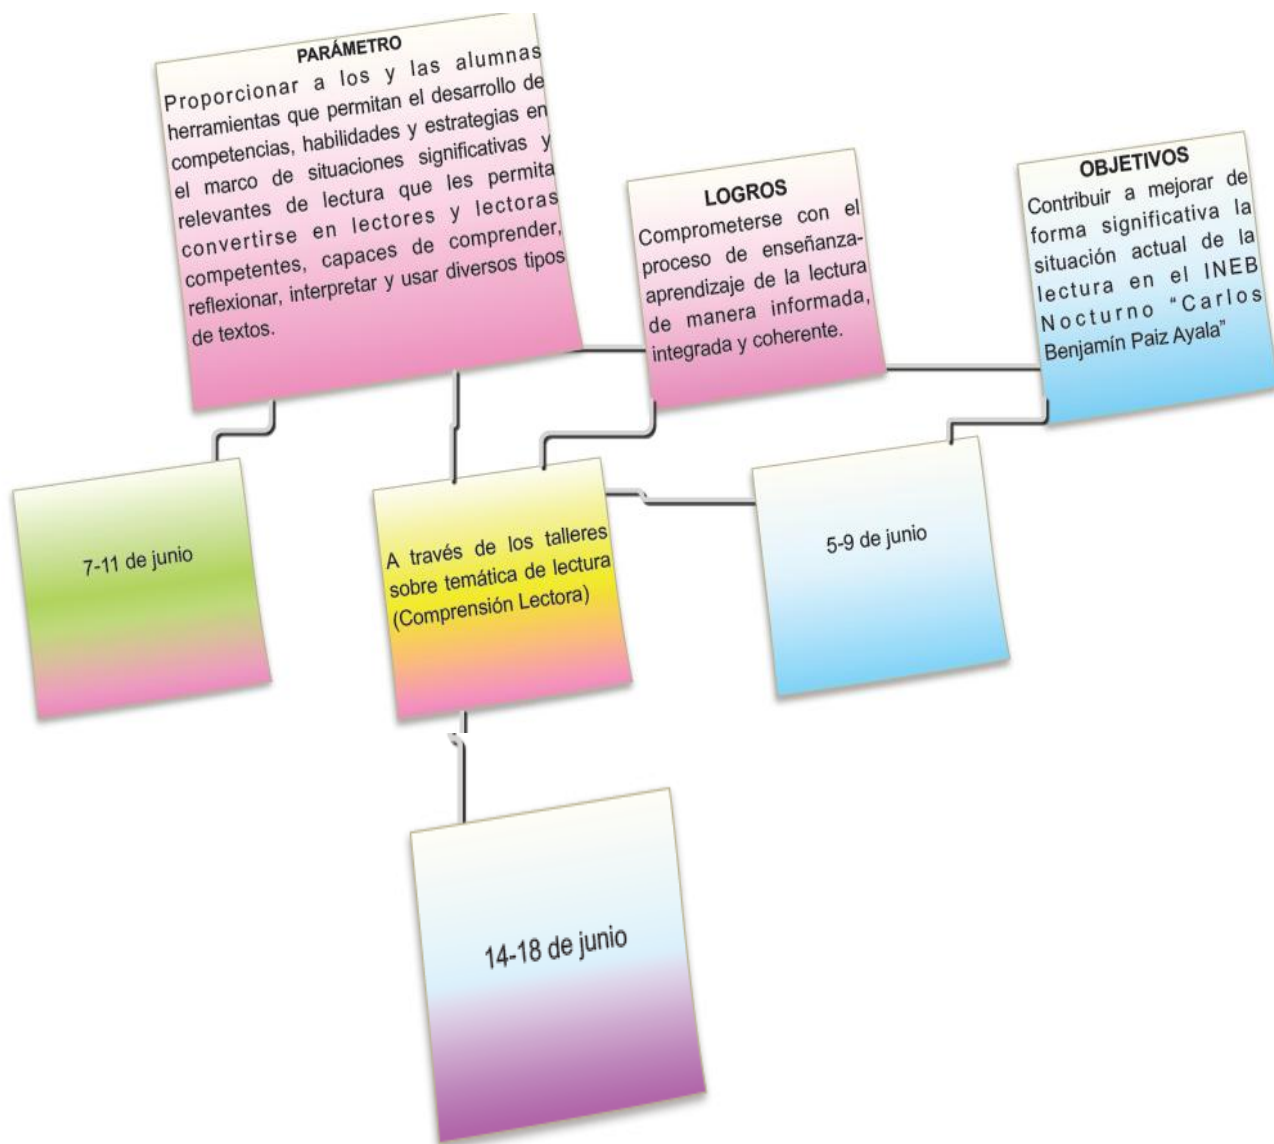 PARÁMETRO
Proporcionar a los y las alumnas
herramientas que permitan el desarrollo de
competencias, habilidades y estrategias en
el marco de situaciones significativas y
relevantes de lectura que les permita
convertirse en lectores y lectoras
competentes, capaces de comprender,
reflexionar, interpretar y usar diversos tipos
de textos.
LOGROS
Comprometerse con el
proceso de enseñanza-
aprendizaje de la lectura
de manera informada,
integrada y coherente.
OBJETIVOS
Contribuir a mejorar de
forma significativa la
situación actual de la
lectura en el INEB
Nocturno “Carlos
Benjamín Paiz Ayala”
7-11 de junio
A través de los talleres
sobre temática de lectura
(Comprensión Lectora)
5-9 de junio
14-18 de junio